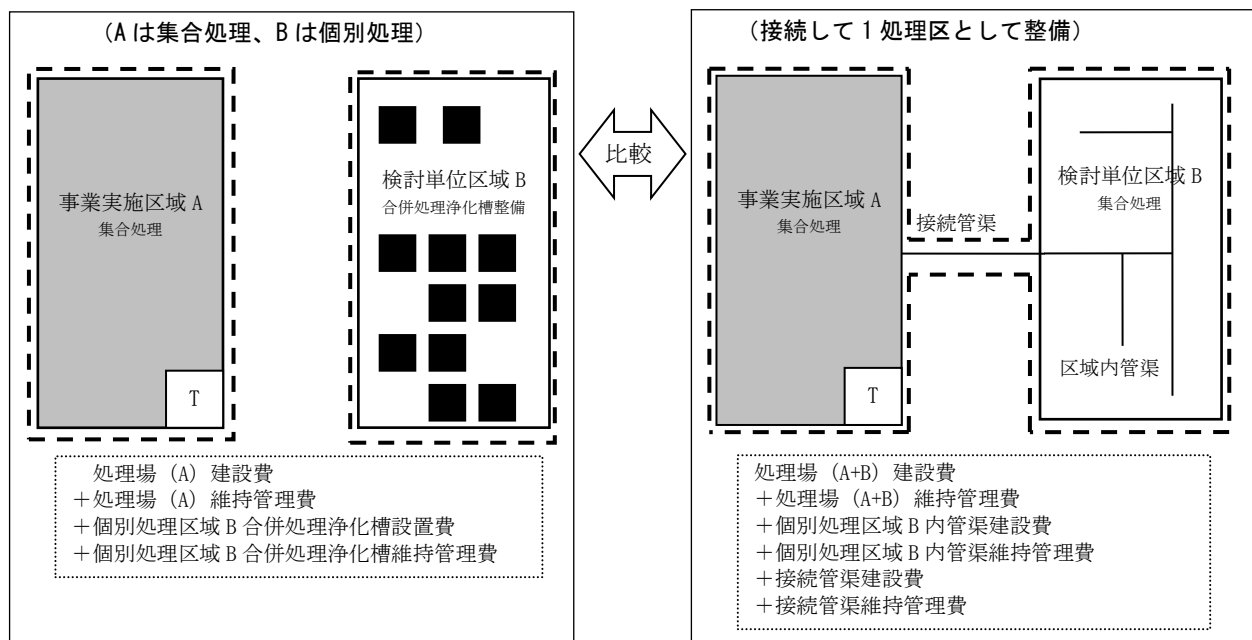 (Aは集合処理、Bは個別処理)
事業実施区域 A
集合処理
T
検討単位区域 B
合併処理浄化槽整備
処理場 (A) 建設費
+処理場 (A) 維持管理費
+個別処理区域 B 合併処理浄化槽設置費
+個別処理区域 B 合併処理浄化槽維持管理費
比較
(接続して1処理区として整備)
事業実施区域 A
集合処理
T
接続管渠
検討単位区域 B
集合処理
区域内管渠
処理場 (A+B) 建設費
+処理場 (A+B) 維持管理費
+個別処理区域 B 内管渠建設費
+個別処理区域 B 内管渠維持管理費
+接続管渠建設費
+接続管渠維持管理費